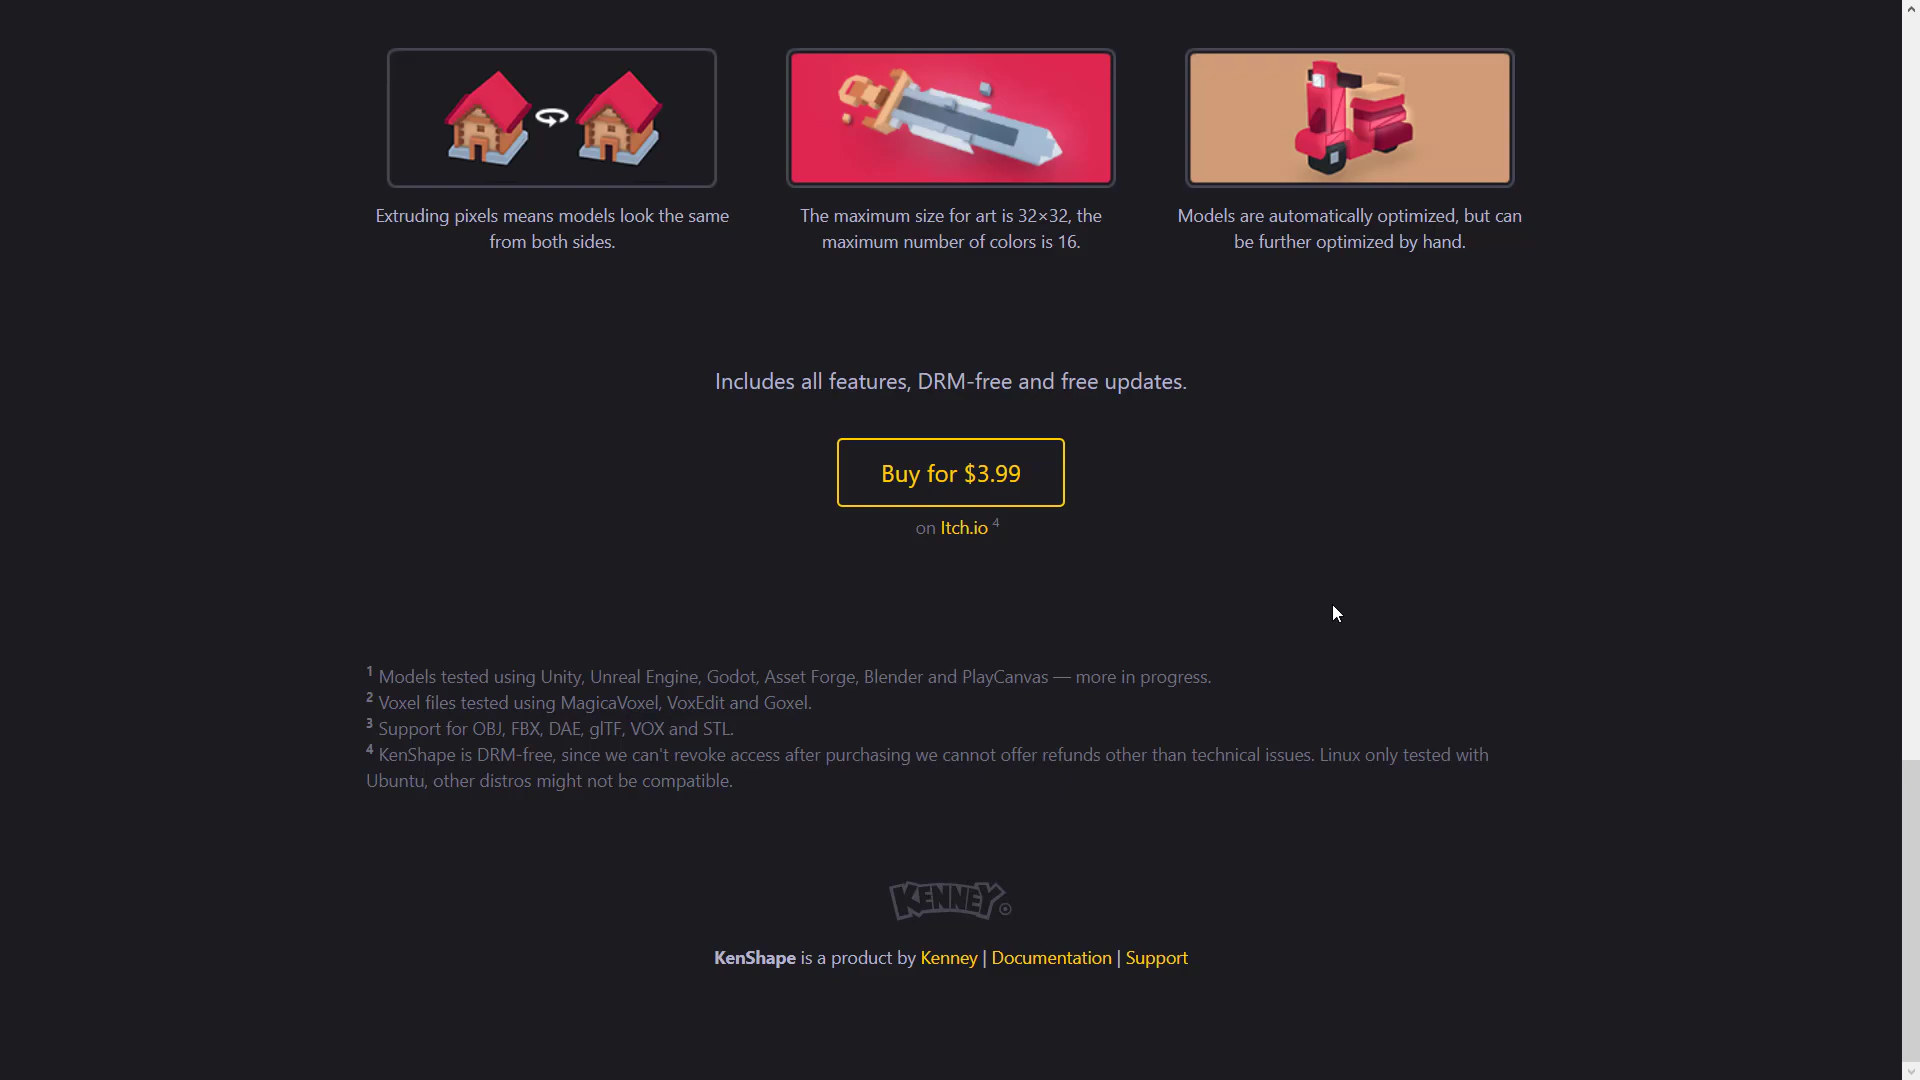 Extruding pixels means models look the same
from both sides.
The maximum size for art is 32×32, the
maximum number of colors is 16.
Models are automatically optimized, but can
be further optimized by hand.
Includes all features, DRM-free and free updates.
Buy for $3.99
on Itch.io 4
1 Models tested using Unity, Unreal Engine, Godot, Asset Forge, Blender and PlayCanvas — more in progress.
2 Voxel files tested using MagicaVoxel, VoxEdit and Goxel.
3 Support for OBJ, FBX, DAE, glTF, VOX and STL.
4 KenShape is DRM-free, since we can't revoke access after purchasing we cannot offer refunds other than technical issues. Linux only tested with
Ubuntu, other distros might not be compatible.
KENNEY
KenShape is a product by Kenney | Documentation | Support